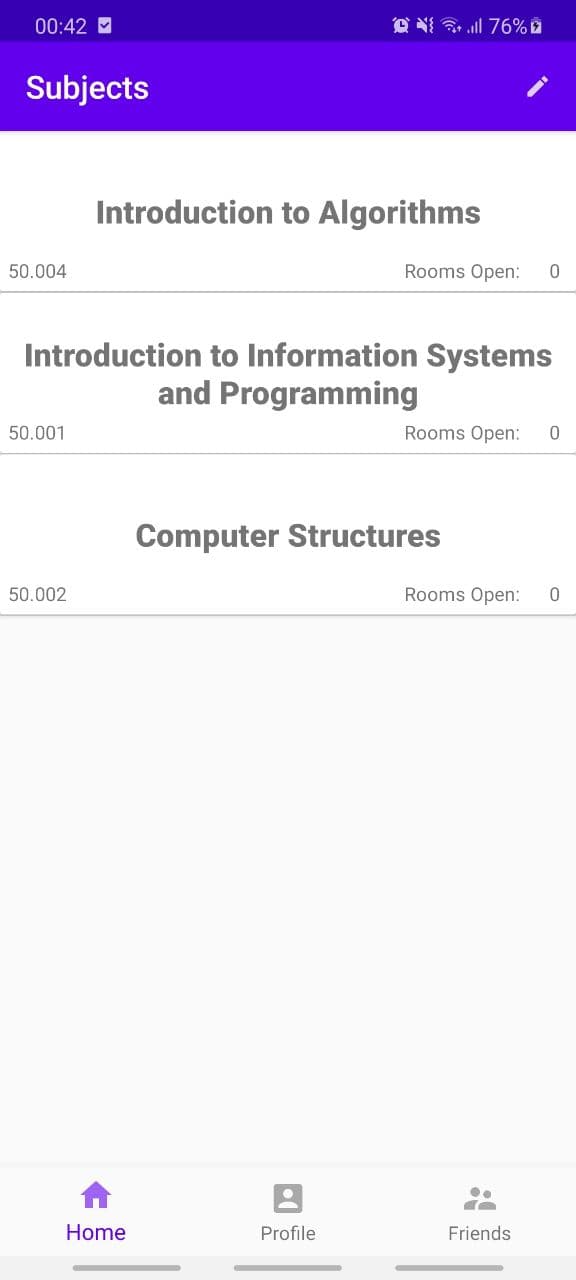 00:42
76%
Subjects
Introduction to Algorithms
50.004 Rooms Open: 0
Introduction to Information Systems
and Programming
50.001 Rooms Open: 0
Computer Structures
50.002 Rooms Open: 0
Home Profile Friends